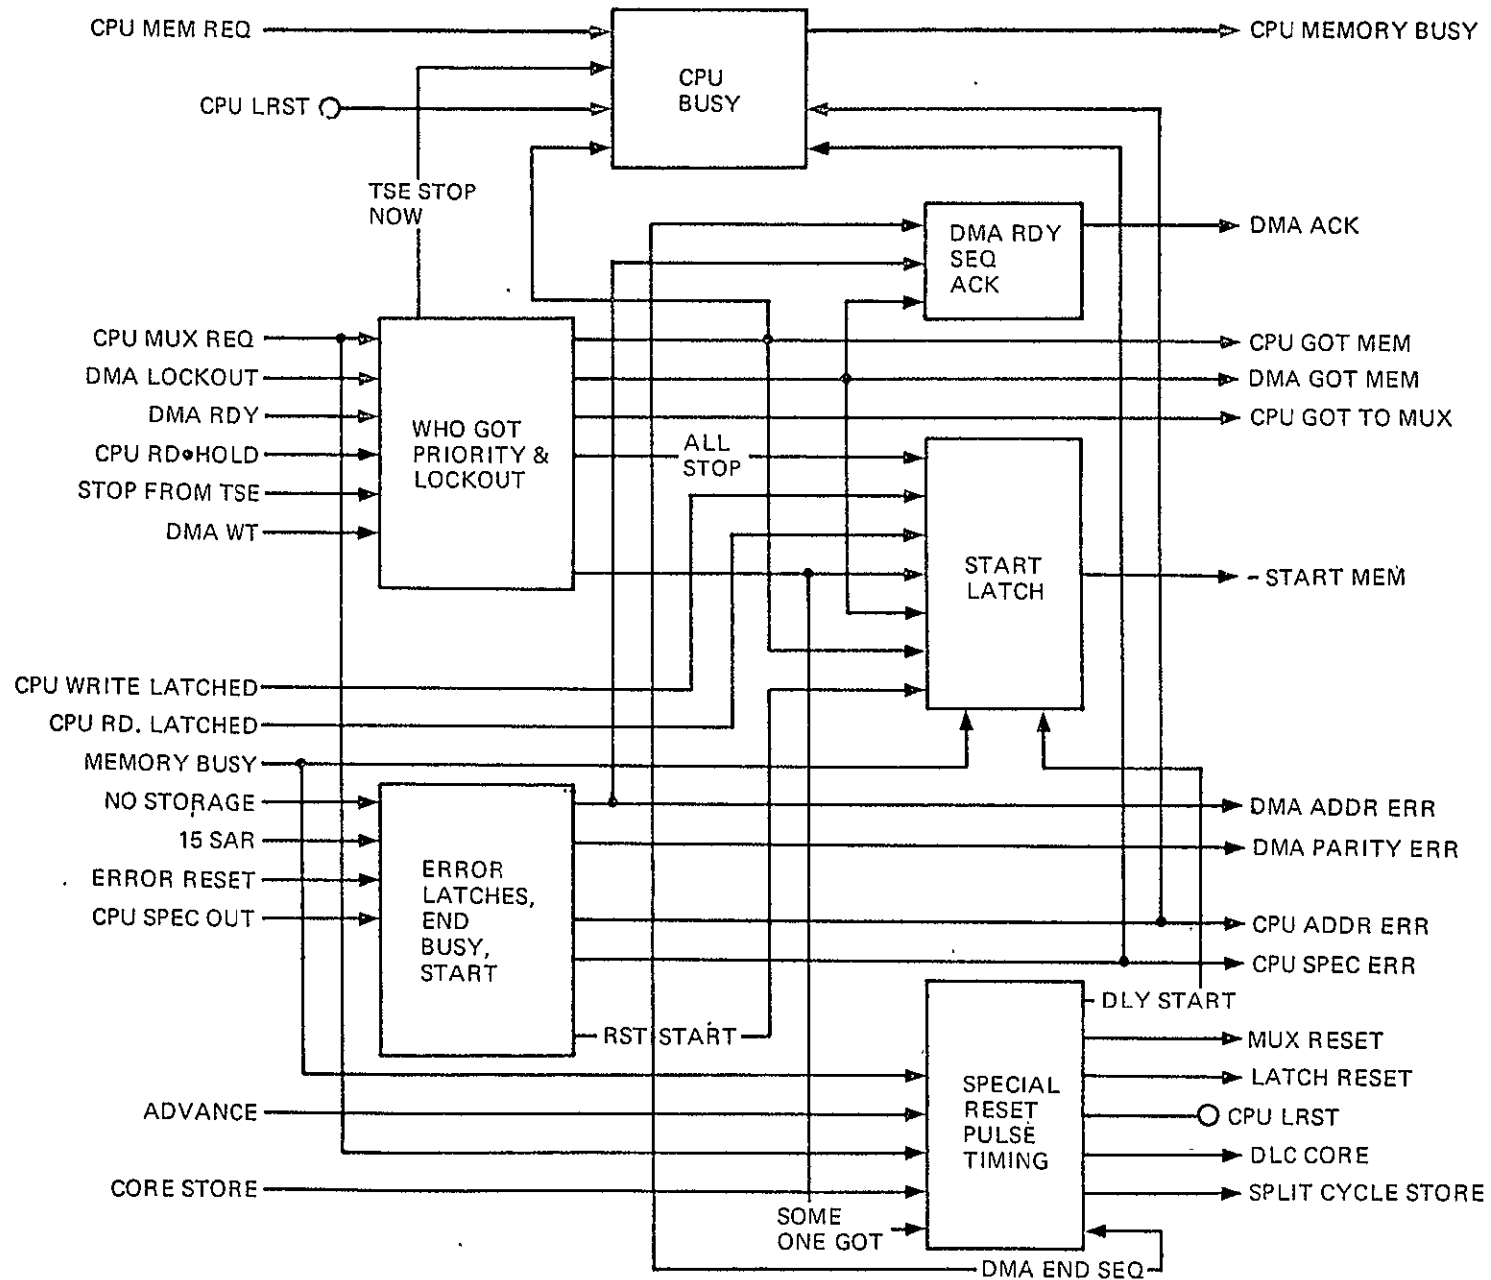 CPU MEM REQ
CPU MEMORY BUSY
CPU
BUSY
CPU LRST
TSE STOP
NOW
DMA RDY
SEQ
ACK
DMA ACK
CPU MUX REQ
CPU GOT MEM
DMA LOCKOUT
DMA GOT MEM
DMA RDY
CPU GOT TO MUX
WHO GOT
PRIORITY &
LOCKOUT
ALL
STOP
CPU RD•HOLD
STOP FROM TSE
DMA WT
START
LATCH
- START MEM
CPU WRITE LATCHED
CPU RD. LATCHED
MEMORY BUSY
NO STORAGE
DMA ADDR ERR
15 SAR
DMA PARITY ERR
ERROR RESET
ERROR
LATCHES,
END
BUSY,
START
CPU SPEC OUT
CPU ADDR ERR
CPU SPEC ERR
DLY START
RST START
MUX RESET
LATCH RESET
SPECIAL
RESET
PULSE
TIMING
ADVANCE
CPU LRST
DLC CORE
CORE STORE
SPLIT CYCLE STORE
SOME
ONE GOT
DMA END SEQ